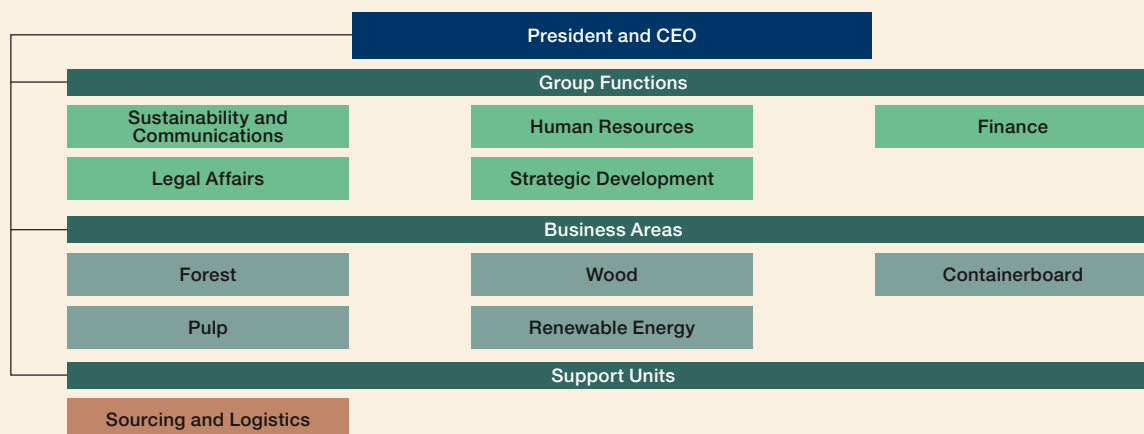 President and CEO
Group Functions
Sustainability and
Communications
Human Resources
Finance
Legal Affairs
Strategic Development
Business Areas
Forest
Wood
Containerboard
Pulp
Renewable Energy
Support Units
Sourcing and Logistics